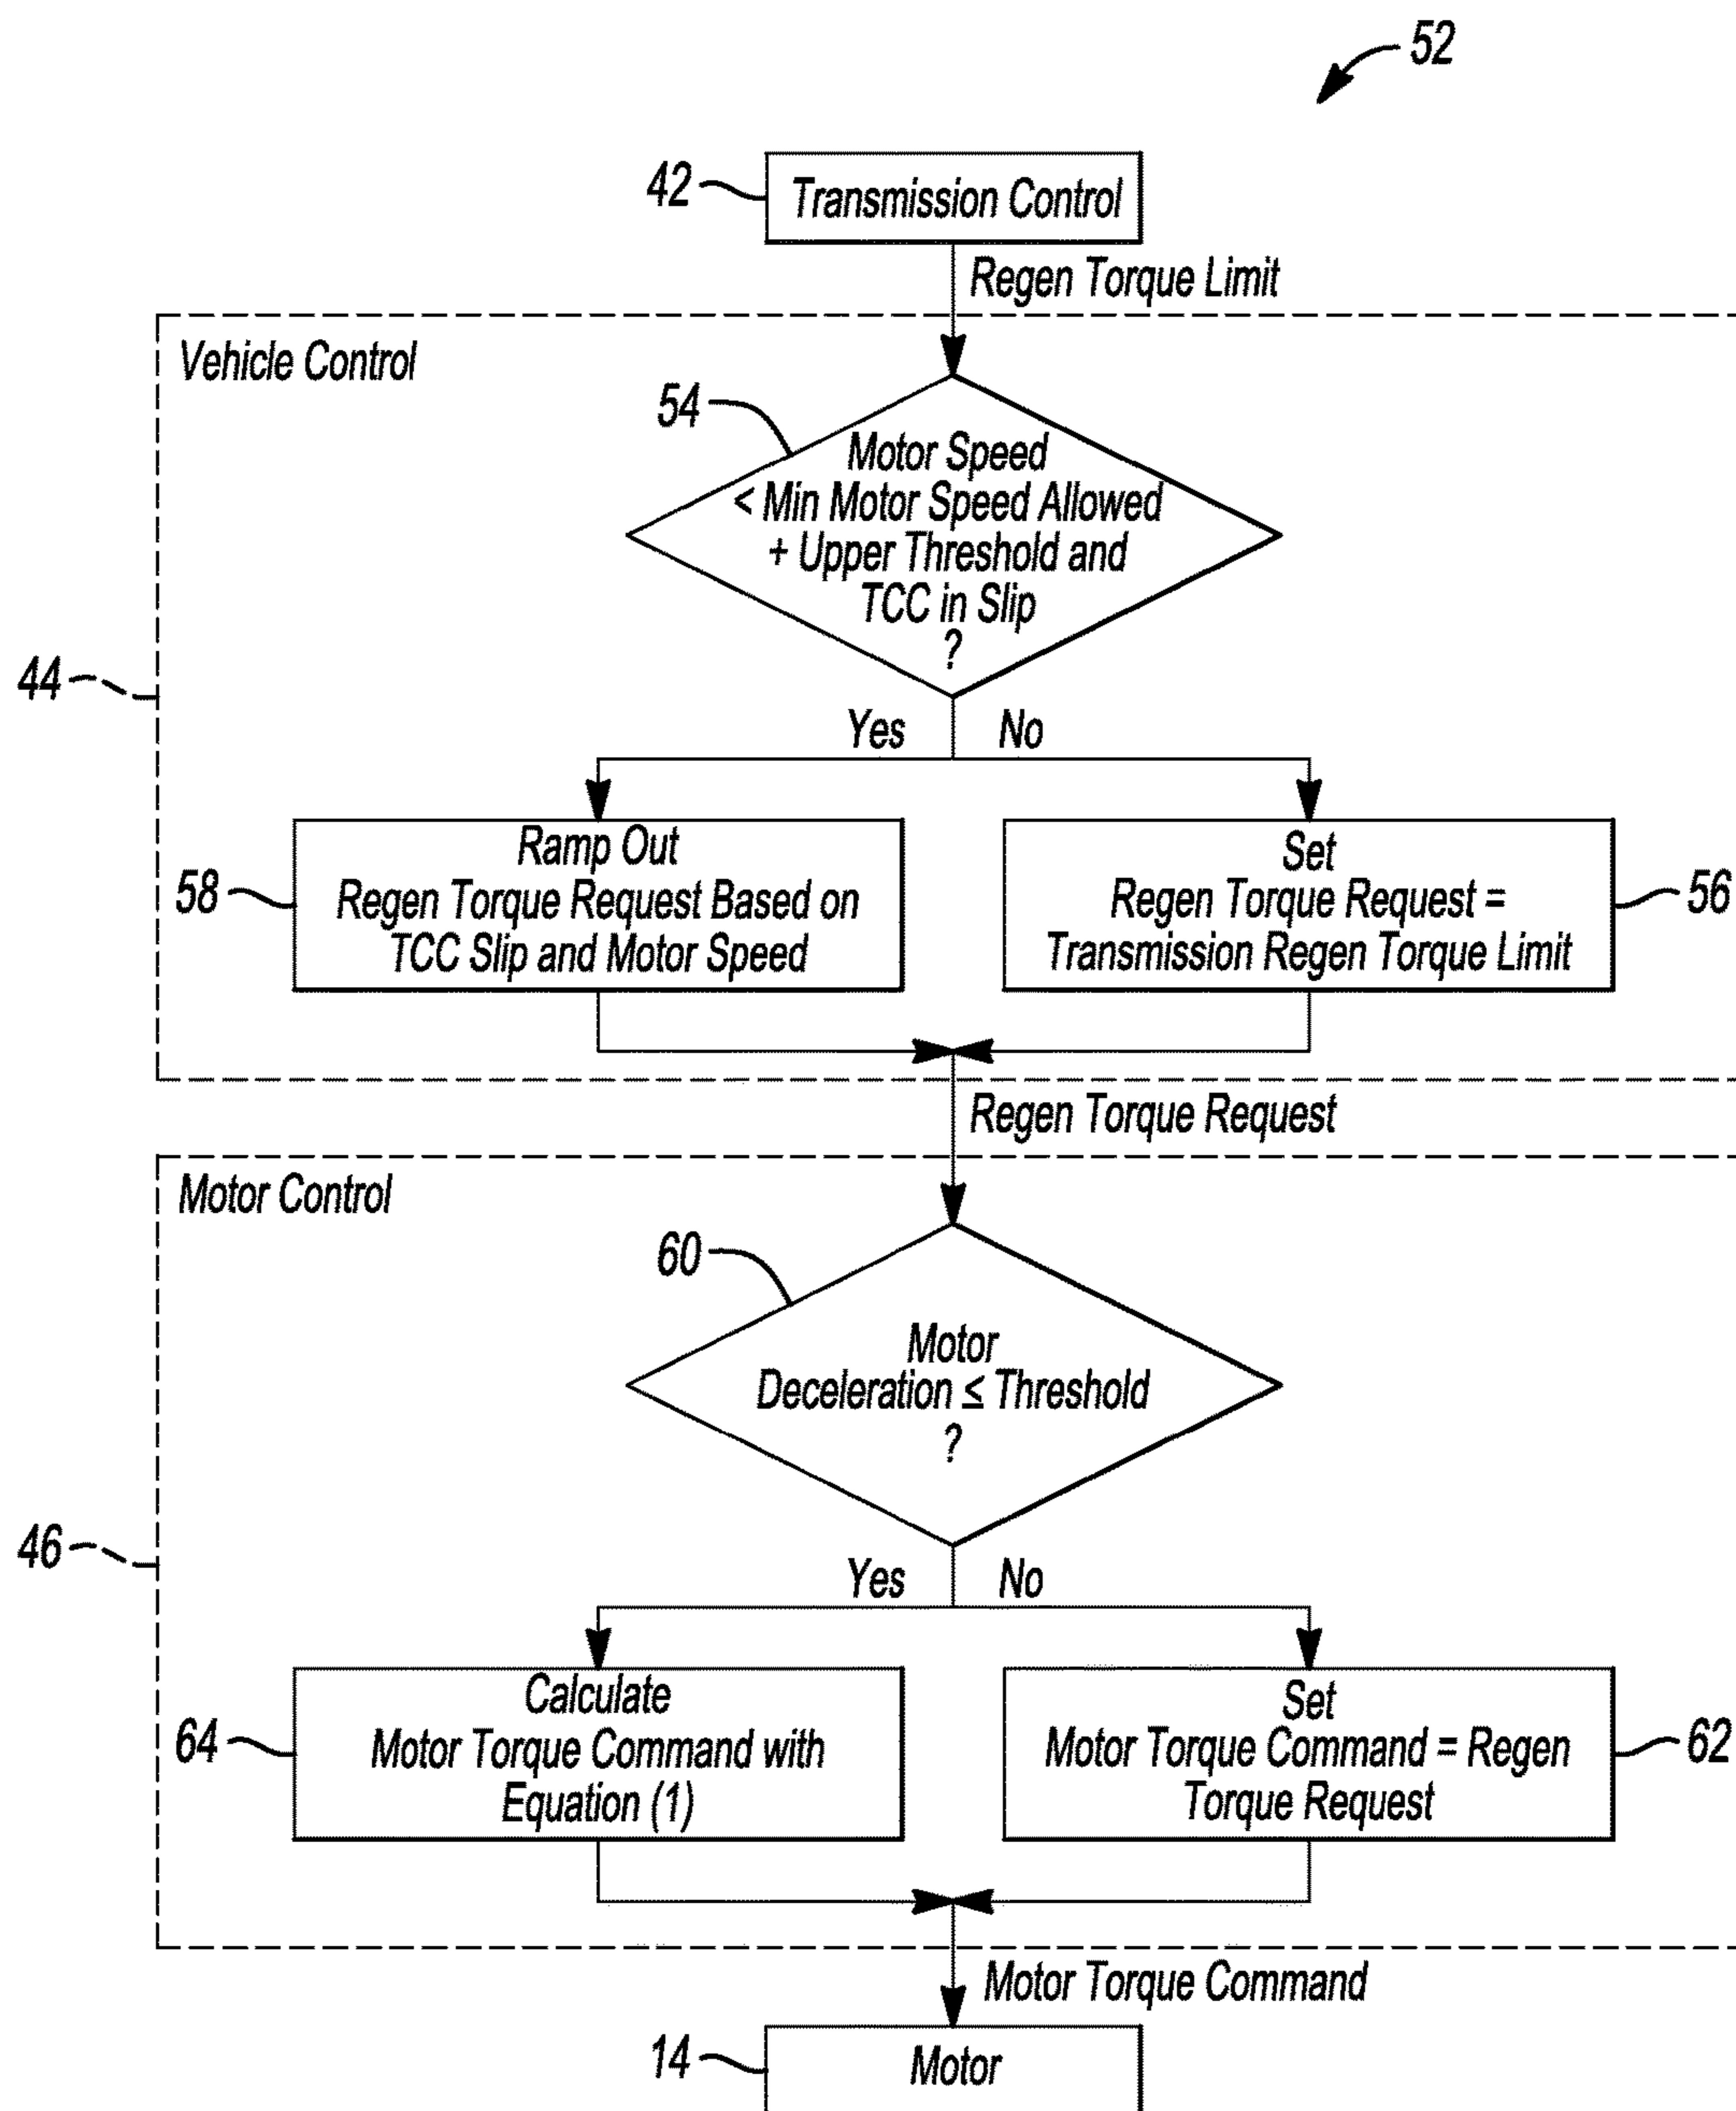 52
42
Transmission Control
Regen Torque Limit
Vehicle Control
54
Motor Speed
< Min Motor Speed Allowed
+ Upper Threshold and
TCC in Slip
?
44
Yes
No
58
Ramp Out
Regen Torque Request Based on
TCC Slip and Motor Speed
Set
Regen Torque Request =
Transmission Regen Torque Limit
56
Regen Torque Request
Motor Control
60
Motor
Deceleration ≤ Threshold
?
46
Yes
No
64
Calculate
Motor Torque Command with
Equation (1)
Set
Motor Torque Command = Regen
Torque Request
62
Motor Torque Command
14
Motor